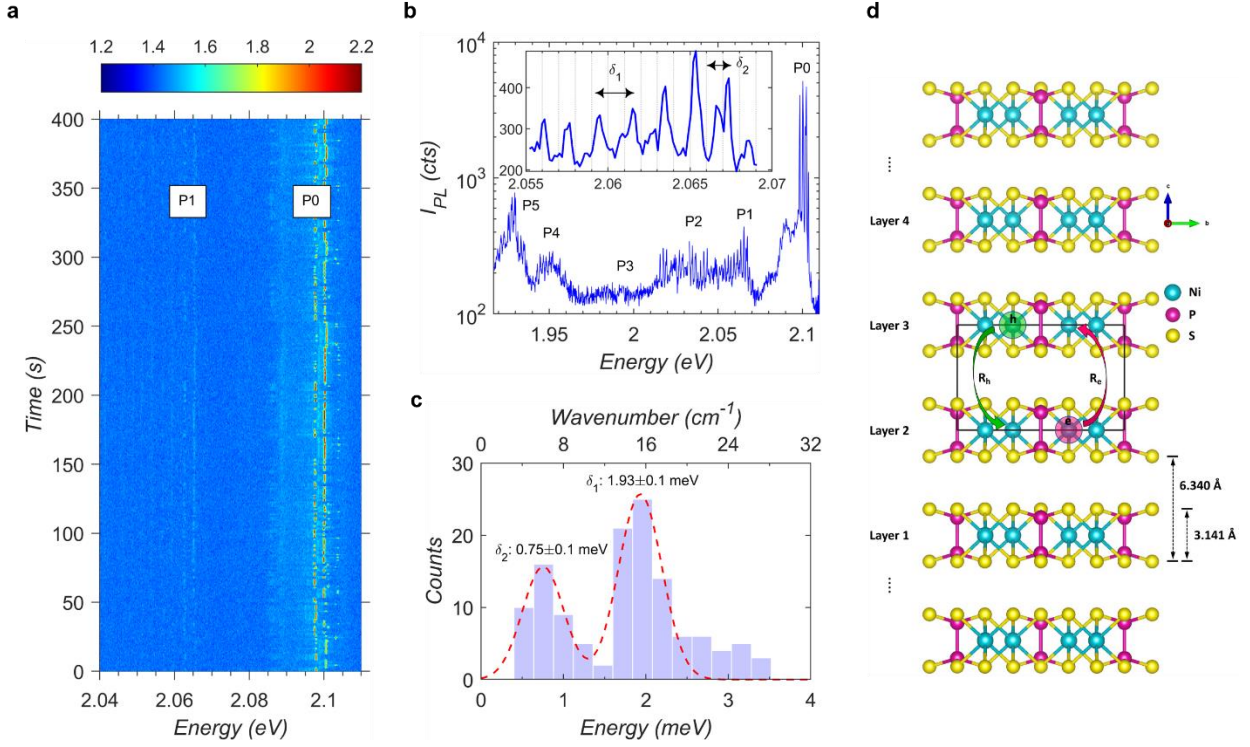 a
1.2 1.4 1.6 1.8 2 2.2
400
350
300
250
200
150
100
50
0
Time (s)
P1
P0
2.04 2.06 2.08 2.1
Energy (eV)
b
10^4
10^3
10^2
I_PL (cts)
400
300
200
δ_1
δ_2
2.055 2.06 2.065 2.07
P0
P5
P4
P3
P2
P1
1.95 2 2.05 2.1
Energy (eV)
c
Wavenumber (cm^-1)
0 8 16 24 32
30
20
10
0
Counts
δ_1: 1.93±0.1 meV
δ_2: 0.75±0.1 meV
0 1 2 3 4
Energy (meV)
d
Layer 4
c
b
Layer 3
h
Ni
P
S
R_h
R_e
Layer 2
e
6.340 Å
Layer 1
3.141 Å